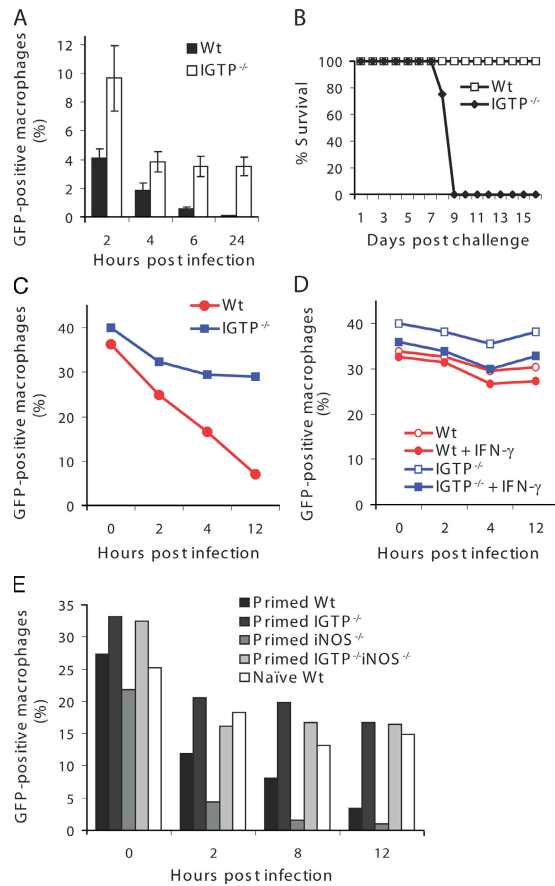 A
GFP-positive macrophages
(%)
12
10
8
6
4
2
0
Wt
IGTP-/-
2 4 6 24
Hours post infection
B
% Survival
100
80
60
40
20
0
Wt
IGTP-/-
1 3 5 7 9 11 13 15
Days post challenge
C
GFP-positive macrophages
(%)
40
30
20
10
0
Wt
IGTP-/-
0 2 4 12
Hours post infection
D
GFP-positive macrophages
(%)
40
30
20
10
0
Wt
Wt + IFN-γ
IGTP-/-
IGTP-/- + IFN-γ
0 2 4 12
Hours post infection
E
GFP-positive macrophages
(%)
35
30
25
20
15
10
5
0
Primed Wt
Primed IGTP-/-
Primed iNOS-/-
Primed IGTP-/-iNOS-/-
Naïve Wt
0 2 8 12
Hours post infection